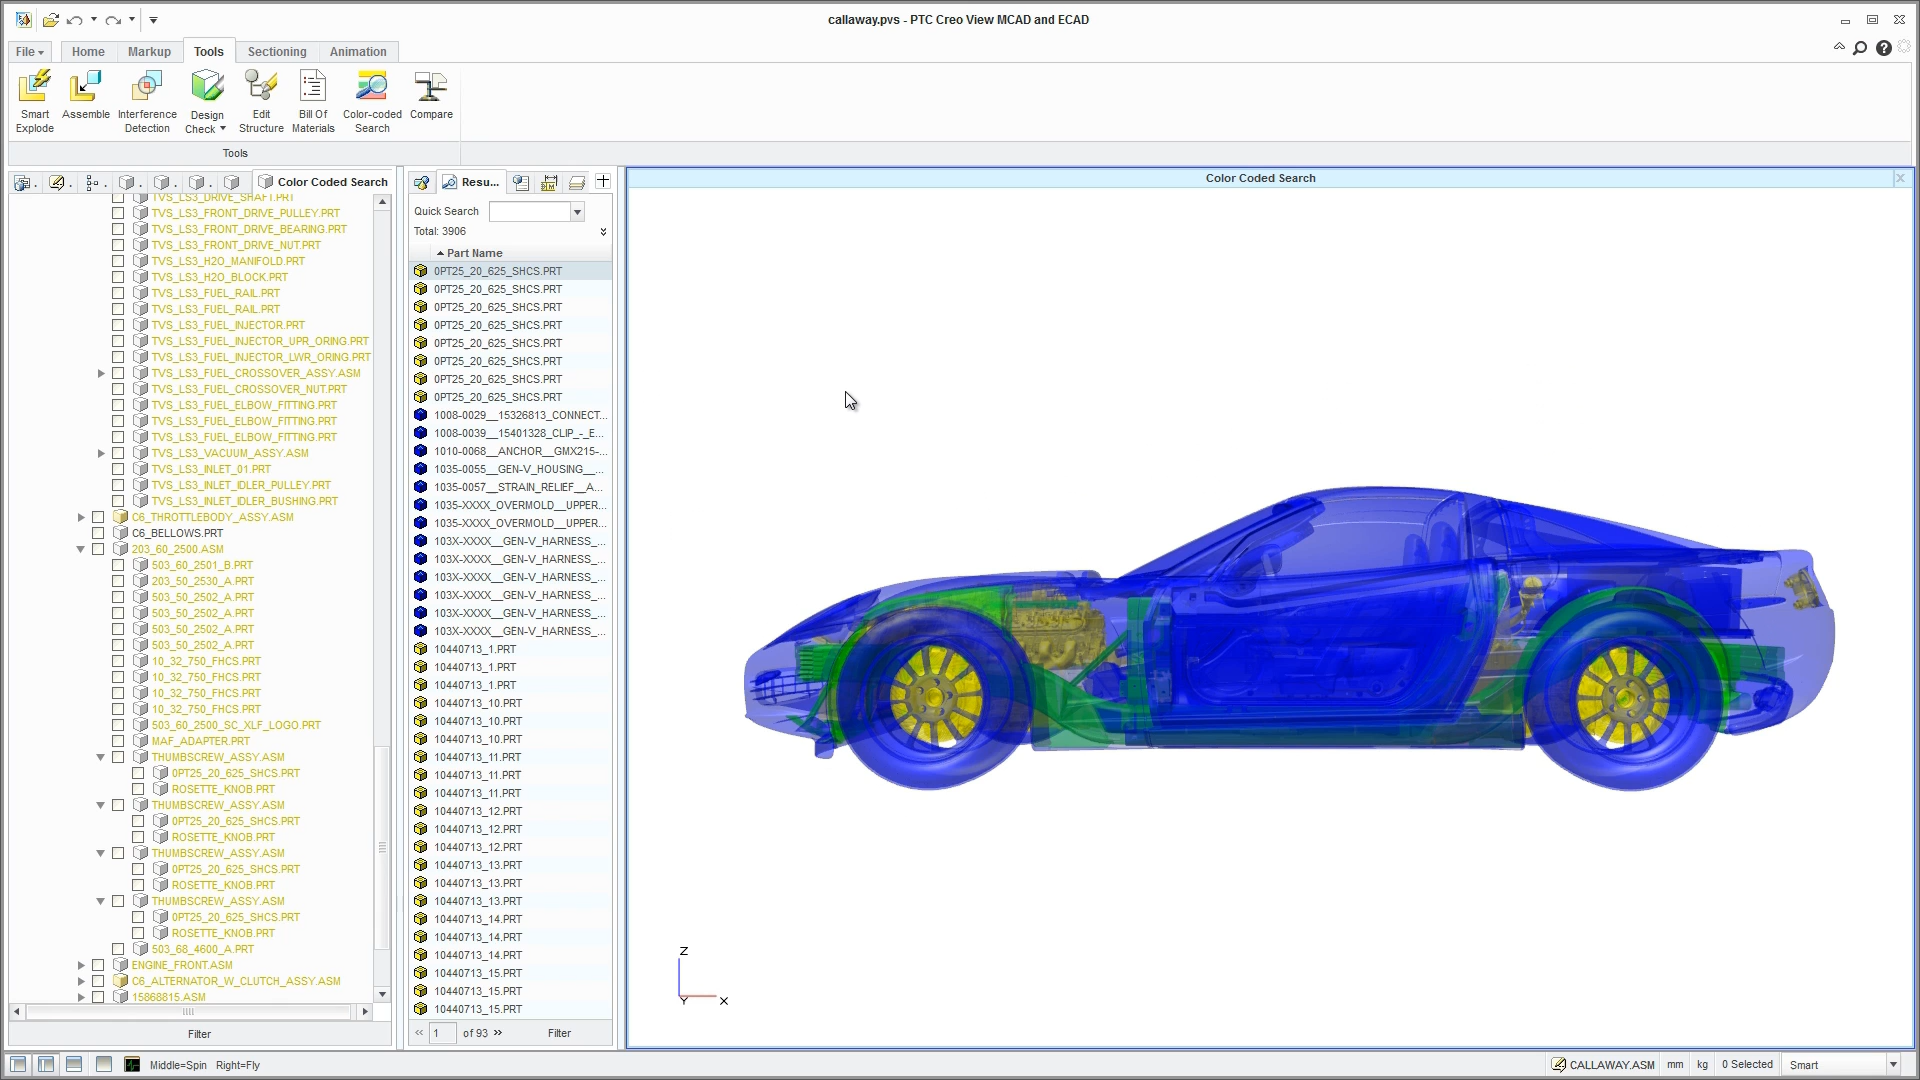 callaway.pvs - PTC Creo View MCAD and ECAD
File
Home
Markup
Tools
Sectioning
Animation
Smart Explode
Assemble
Interference Detection
Design Check
Edit Structure
Bill Of Materials
Color-coded Search
Compare
Tools
Color Coded Search
TVS_LS3_DRIVE_SHAFT.PRT
TVS_LS3_FRONT_DRIVE_PULLEY.PRT
TVS_LS3_FRONT_DRIVE_BEARING.PRT
TVS_LS3_FRONT_DRIVE_NUT.PRT
TVS_LS3_H2O_MANIFOLD.PRT
TVS_LS3_H2O_BLOCK.PRT
TVS_LS3_FUEL_RAIL.PRT
TVS_LS3_FUEL_RAIL.PRT
TVS_LS3_FUEL_INJECTOR.PRT
TVS_LS3_FUEL_INJECTOR_UPR_ORING.PRT
TVS_LS3_FUEL_INJECTOR_LWR_ORING.PRT
TVS_LS3_FUEL_CROSSOVER_ASSY.ASM
TVS_LS3_FUEL_CROSSOVER_NUT.PRT
TVS_LS3_FUEL_ELBOW_FITTING.PRT
TVS_LS3_FUEL_ELBOW_FITTING.PRT
TVS_LS3_FUEL_ELBOW_FITTING.PRT
TVS_LS3_VACUUM_ASSY.ASM
TVS_LS3_INLET_01.PRT
TVS_LS3_INLET_IDLER_PULLEY.PRT
TVS_LS3_INLET_IDLER_BUSHING.PRT
C6_THROTTLEBODY_ASSY.ASM
C6_BELLOWS.PRT
203_60_2500.ASM
503_60_2501_B.PRT
203_50_2530_A.PRT
503_50_2502_A.PRT
503_50_2502_A.PRT
503_50_2502_A.PRT
503_50_2502_A.PRT
10_32_750_FHCS.PRT
10_32_750_FHCS.PRT
10_32_750_FHCS.PRT
10_32_750_FHCS.PRT
503_60_2500_SC_XLF_LOGO.PRT
MAF_ADAPTER.PRT
THUMBSCREW_ASSY.ASM
0PT25_20_625_SHCS.PRT
ROSETTE_KNOB.PRT
THUMBSCREW_ASSY.ASM
0PT25_20_625_SHCS.PRT
ROSETTE_KNOB.PRT
THUMBSCREW_ASSY.ASM
0PT25_20_625_SHCS.PRT
ROSETTE_KNOB.PRT
THUMBSCREW_ASSY.ASM
0PT25_20_625_SHCS.PRT
ROSETTE_KNOB.PRT
503_68_4600_A.PRT
ENGINE_FRONT.ASM
C6_ALTERNATOR_W_CLUTCH_ASSY.ASM
15868815.ASM
Filter
Resu...
Quick Search
Total: 3906
Part Name
0PT25_20_625_SHCS.PRT
0PT25_20_625_SHCS.PRT
0PT25_20_625_SHCS.PRT
0PT25_20_625_SHCS.PRT
0PT25_20_625_SHCS.PRT
0PT25_20_625_SHCS.PRT
0PT25_20_625_SHCS.PRT
0PT25_20_625_SHCS.PRT
1008-0029__15326813_CONNECT...
1008-0039__15401328_CLIP_-_E...
1010-0068__ANCHOR__GMX215-...
1035-0055__GEN-V_HOUSING__...
1035-0057__STRAIN_RELIEF__A...
1035-XXXX_OVERMOLD__UPPER...
1035-XXXX_OVERMOLD__UPPER...
103X-XXXX__GEN-V_HARNESS_...
103X-XXXX__GEN-V_HARNESS_...
103X-XXXX__GEN-V_HARNESS_...
103X-XXXX__GEN-V_HARNESS_...
103X-XXXX__GEN-V_HARNESS_...
103X-XXXX__GEN-V_HARNESS_...
10440713_1.PRT
10440713_1.PRT
10440713_1.PRT
10440713_10.PRT
10440713_10.PRT
10440713_10.PRT
10440713_11.PRT
10440713_11.PRT
10440713_11.PRT
10440713_12.PRT
10440713_12.PRT
10440713_12.PRT
10440713_13.PRT
10440713_13.PRT
10440713_13.PRT
10440713_14.PRT
10440713_14.PRT
10440713_14.PRT
10440713_15.PRT
10440713_15.PRT
10440713_15.PRT
1 of 93
Filter
Color Coded Search
Z
Y
X
Middle=Spin Right=Fly
CALLAWAY.ASM
mm
kg
0 Selected
Smart